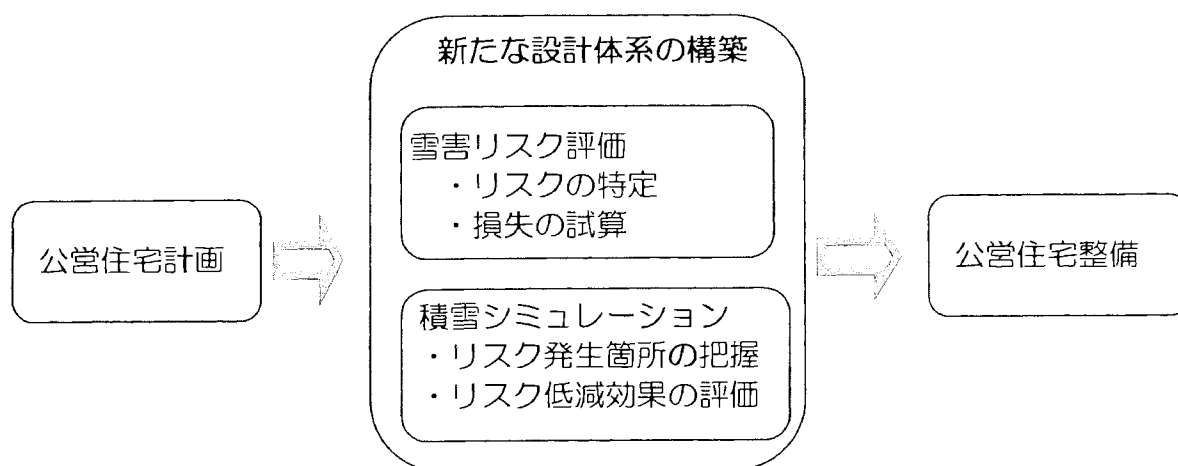 新たな設計体系の構築
雪害リスク評価
・リスクの特定
・損失の試算
公営住宅計画
積雪シミュレーション
・リスク発生箇所の把握
・リスク低減効果の評価
公営住宅整備